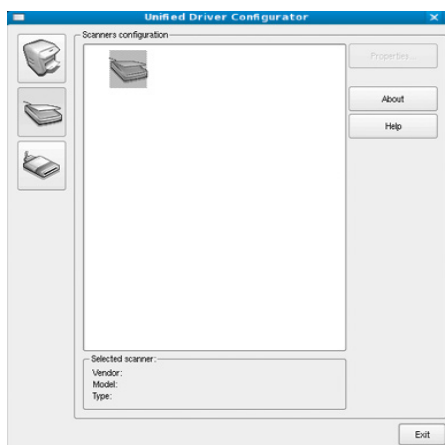 Unified Driver Configurator
Scanners configuration
Properties...
About
Help
Selected scanner:
Vendor:
Model:
Type:
Exit